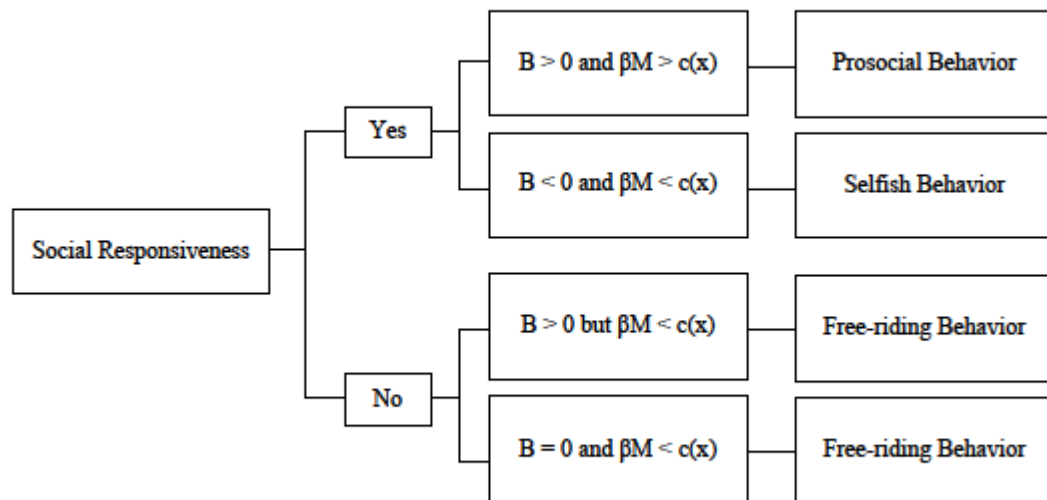 B > 0 and βM > c(x)
Prosocial Behavior
Yes
B < 0 and βM < c(x)
Selfish Behavior
Social Responsiveness
B > 0 but βM < c(x)
Free-riding Behavior
No
B = 0 and βM < c(x)
Free-riding Behavior